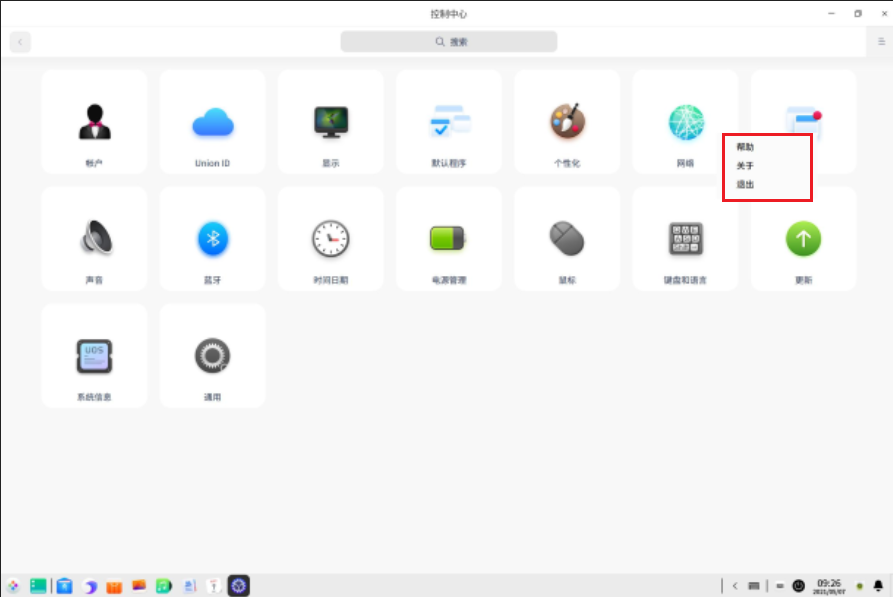 控制中心
搜索
帐户
Union ID
显示
默认程序
个性化
网络
帮助
关于
退出
声音
蓝牙
时间日期
电源管理
鼠标
键盘和语言
更新
UOS
系统信息
通用
09:26
2021/05/07